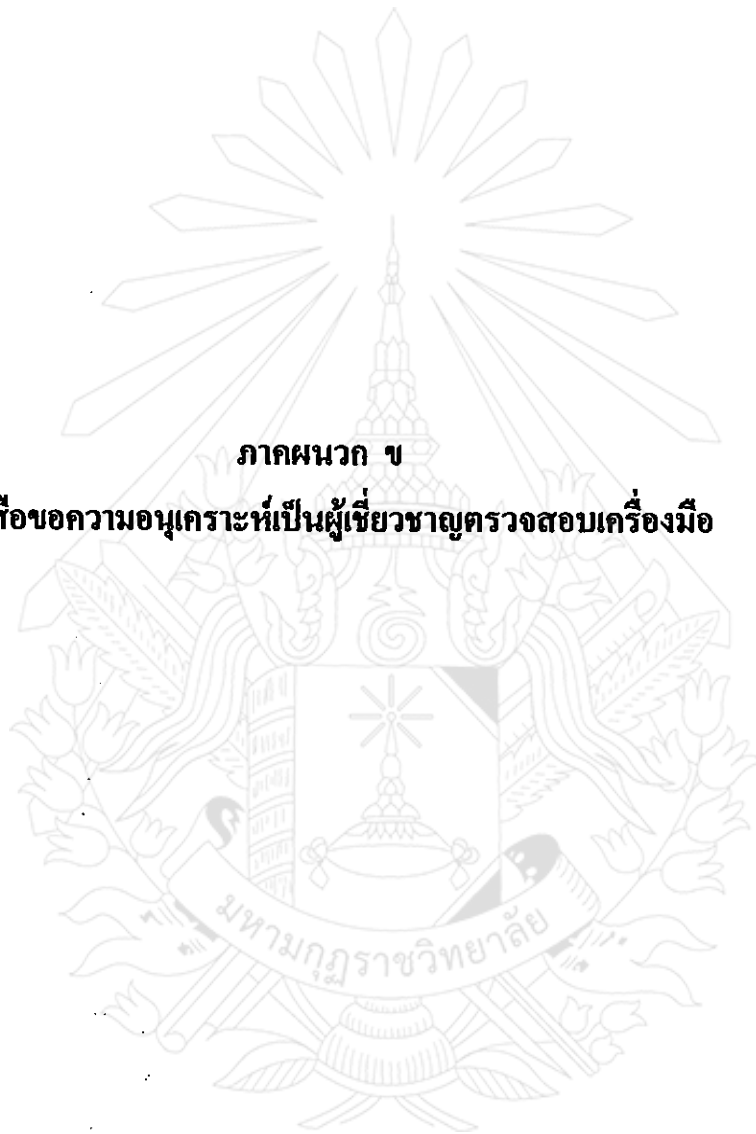 ภาคผนวก ข
สือขอความอนุเคราะห์เป็นผู้เชี่ยวชาญตรวจสอบเครื่องมือ
มหามกุฏราชวิทยาลัย